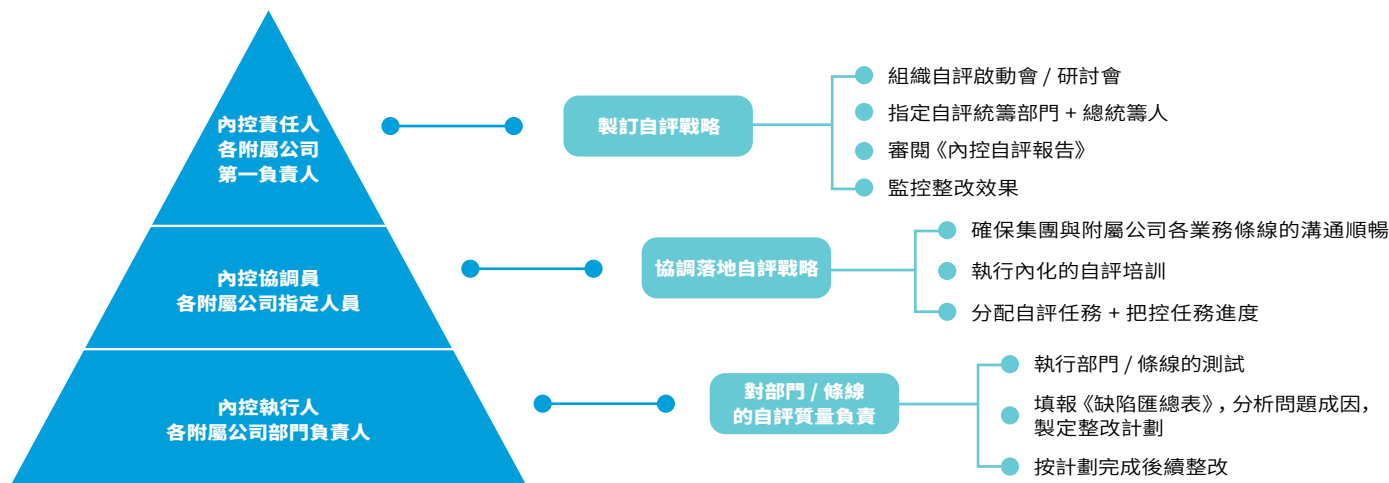 內控責任人
各附屬公司
第一負責人
製訂自評戰略
組織自評啟動會 / 研討會
指定自評統籌部門 + 總統籌人
審閱《內控自評報告》
監控整改效果
內控協調員
各附屬公司指定人員
協調落地自評戰略
確保集團與附屬公司各業務條線的溝通順暢
執行內化的自評培訓
分配自評任務 + 把控任務進度
內控執行人
各附屬公司部門負責人
對部門 / 條線
的自評質量負責
執行部門 / 條線的測試
填報《缺陷匯總表》，分析問題成因，
製定整改計劃
按計劃完成後續整改